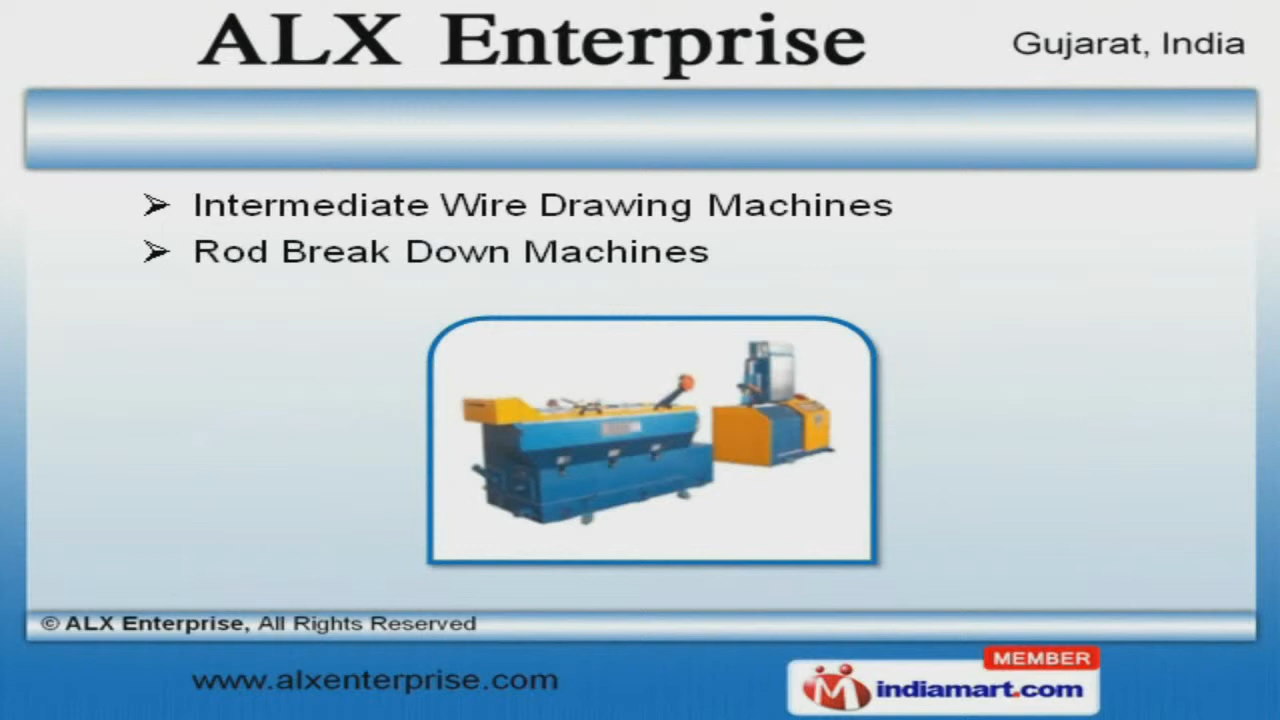 ALX Enterprise
Gujarat, India
Intermediate Wire Drawing Machines
Rod Break Down Machines
© ALX Enterprise, All Rights Reserved
www.alxenterprise.com
MEMBER
indiamart.com